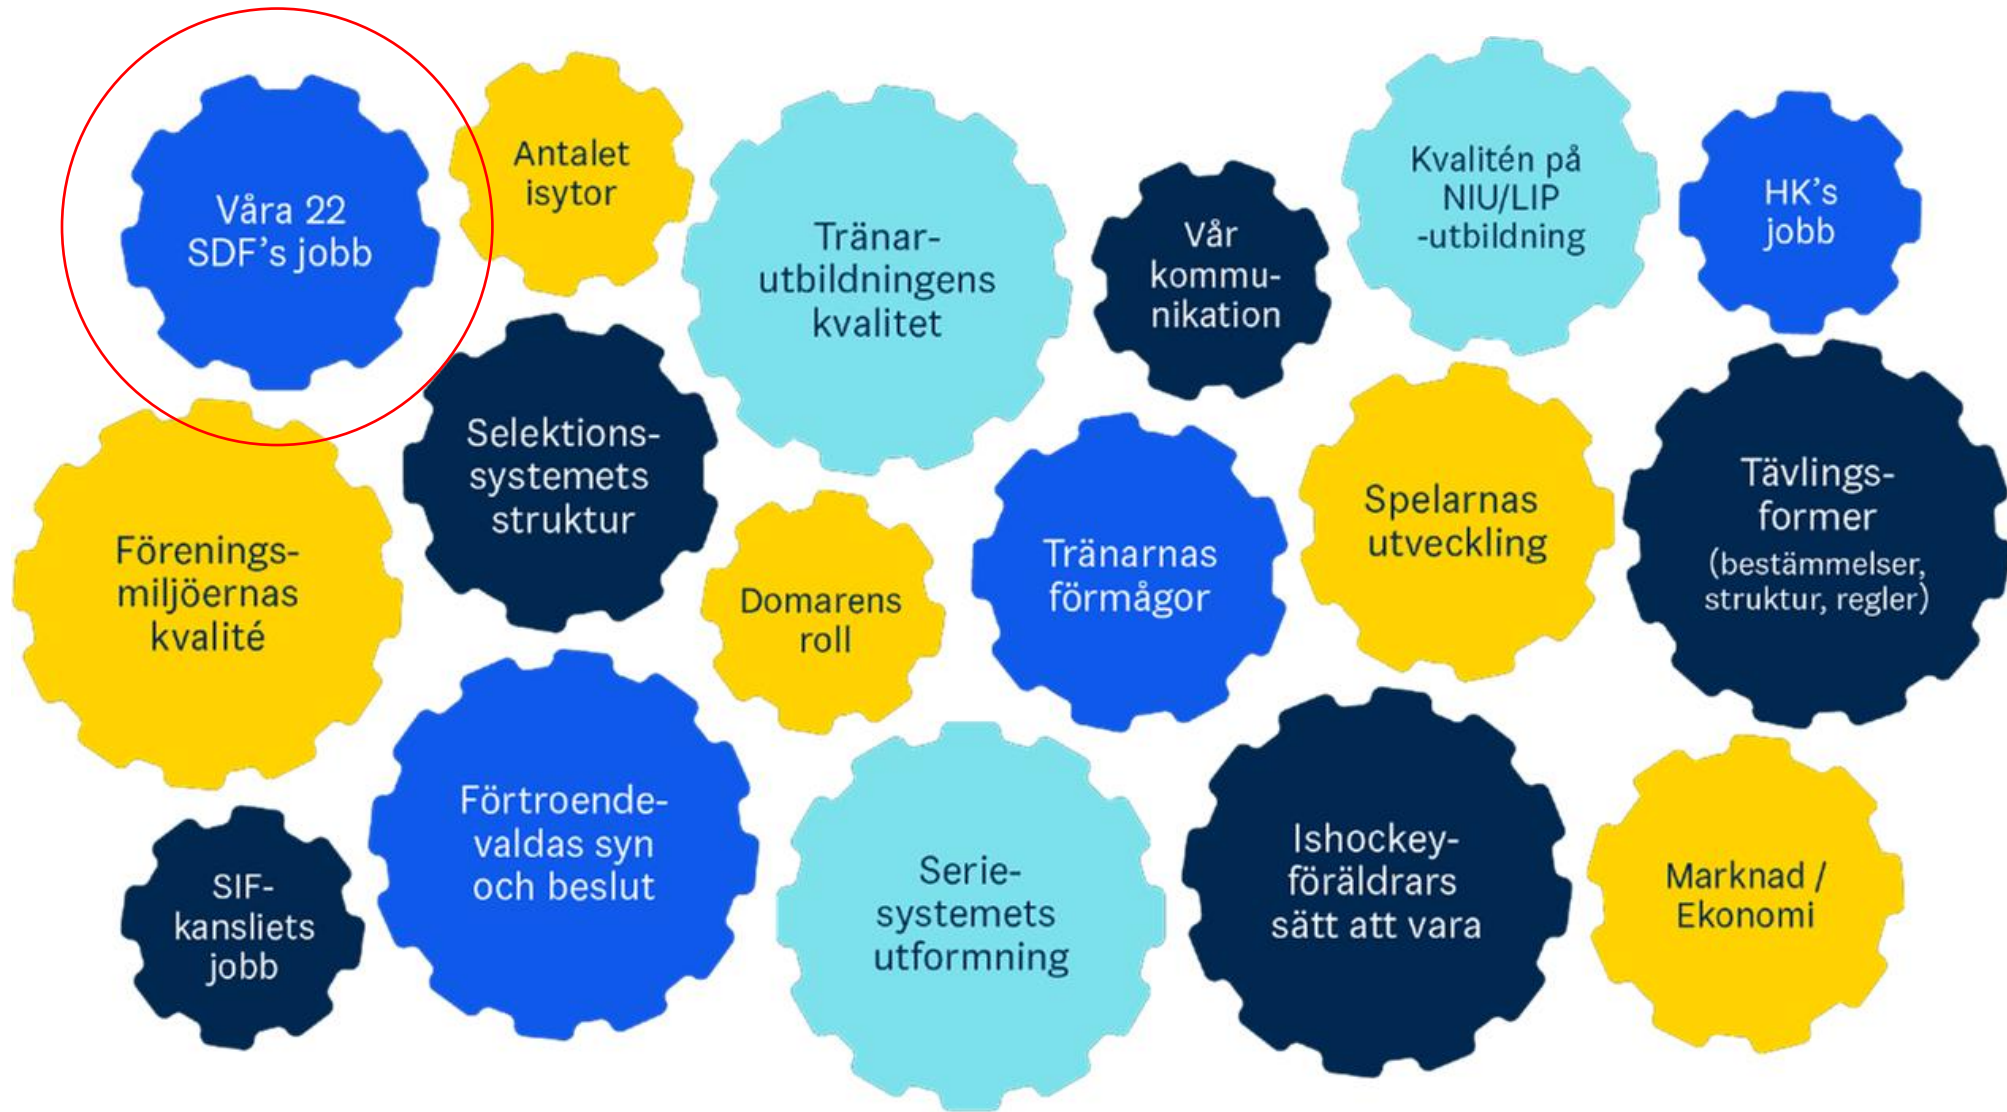 Våra 22
SDF’s jobb
Antalet
isytor
Tränar-
utbildningens
kvalitet
Vår
kommu-
nikation
Kvalitén på
NIU/LIP
-utbildning
HK’s
jobb
Förenings-
miljöernas
kvalité
Selektions-
systemets
struktur
Domarens
roll
Tränarnas
förmågor
Spelarnas
utveckling
Tävlings-
former
(bestämmelser,
struktur, regler)
SIF-
kansliets
jobb
Förtroende-
valdas syn
och beslut
Serie-
systemets
utformning
Ishockey-
föräldrars
sätt att vara
Marknad /
Ekonomi